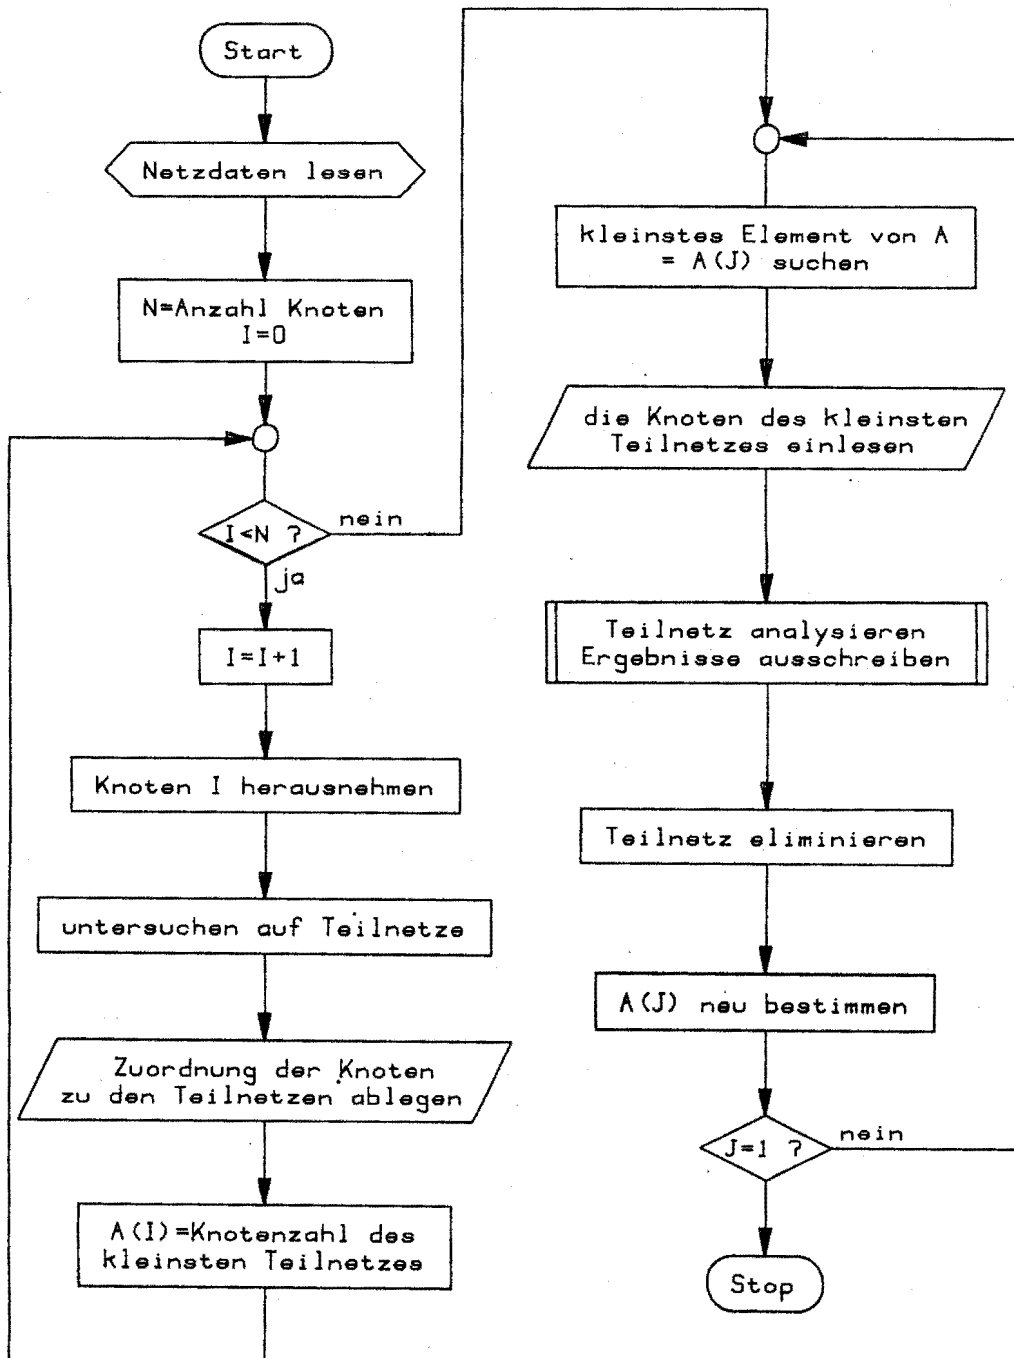 Start
Netzdaten lesen
N=Anzahl Knoten
I=0
I<N ?
nein
ja
I=I+1
Knoten I herausnehmen
untersuchen auf Teilnetze
Zuordnung der Knoten
zu den Teilnetzen ablegen
A(I)=Knotenzahl des
kleinsten Teilnetzes
kleinstes Element von A
= A(J) suchen
die Knoten des kleinsten
Teilnetzes einlesen
Teilnetz analysieren
Ergebnisse ausschreiben
Teilnetz eliminieren
A(J) neu bestimmen
J=1 ?
nein
Stop